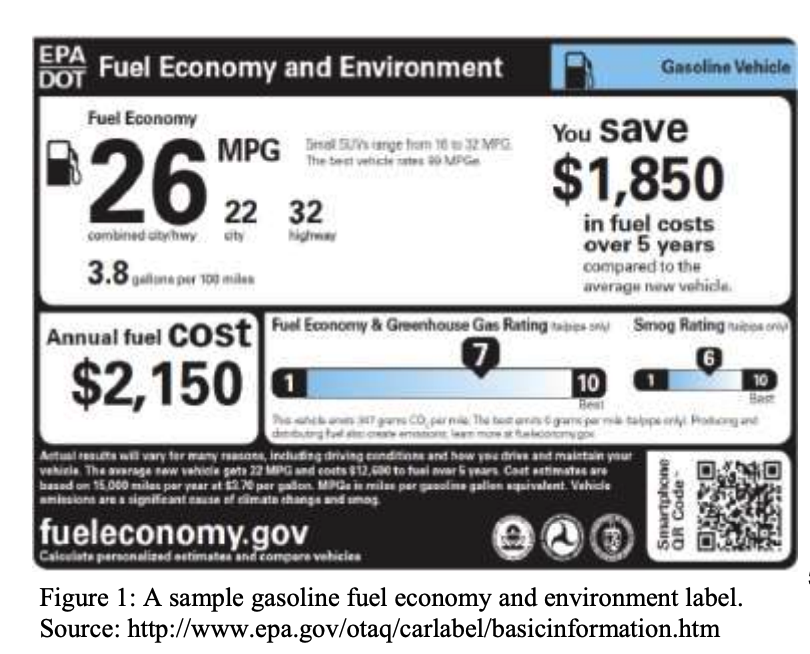 EPA
DOT
Fuel Economy and Environment
Gasoline Vehicle
Fuel Economy
26 MPG
Small SUVs range from 16 to 32 MPG.
The best vehicle rates 99 MPGe.
22
32
combined city/hwy
city
highway
3.8 gallons per 100 miles
You save
$1,850
in fuel costs
over 5 years
compared to the
average new vehicle.
Annual fuel cost
$2,150
Fuel Economy & Greenhouse Gas Rating (tailpipe only)
7
1
10
Best
Smog Rating (tailpipe only)
6
1
10
Best
This vehicle emits 347 grams CO₂ per mile. The best emits 0 grams per mile (tailpipe only). Producing and
distributing fuel also create emissions; learn more at fueleconomy.gov.
Actual results will vary for many reasons, including driving conditions and how you drive and maintain your
vehicle. The average new vehicle gets 22 MPG and costs $12,600 to fuel over 5 years. Cost estimates are
based on 15,000 miles per year at $3.70 per gallon. MPGe is miles per gasoline gallon equivalent. Vehicle
emissions are a significant cause of climate change and smog.
fueleconomy.gov
Calculate personalized estimates and compare vehicles
Smartphone
QR Code
Figure 1: A sample gasoline fuel economy and environment label.
Source: http://www.epa.gov/otaq/carlabel/basicinformation.htm